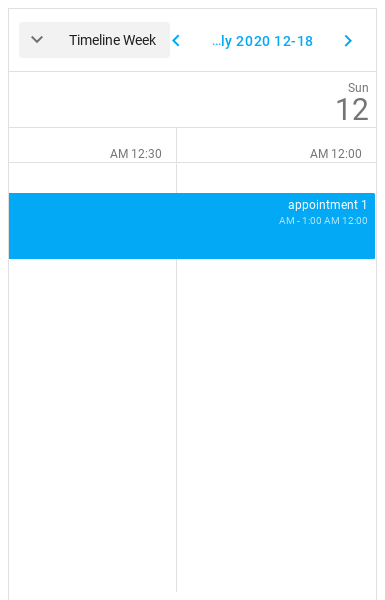 Timeline Week
...ly 2020 12-18
Sun
12
AM 12:30
AM 12:00
appointment 1
AM - 1:00 AM 12:00